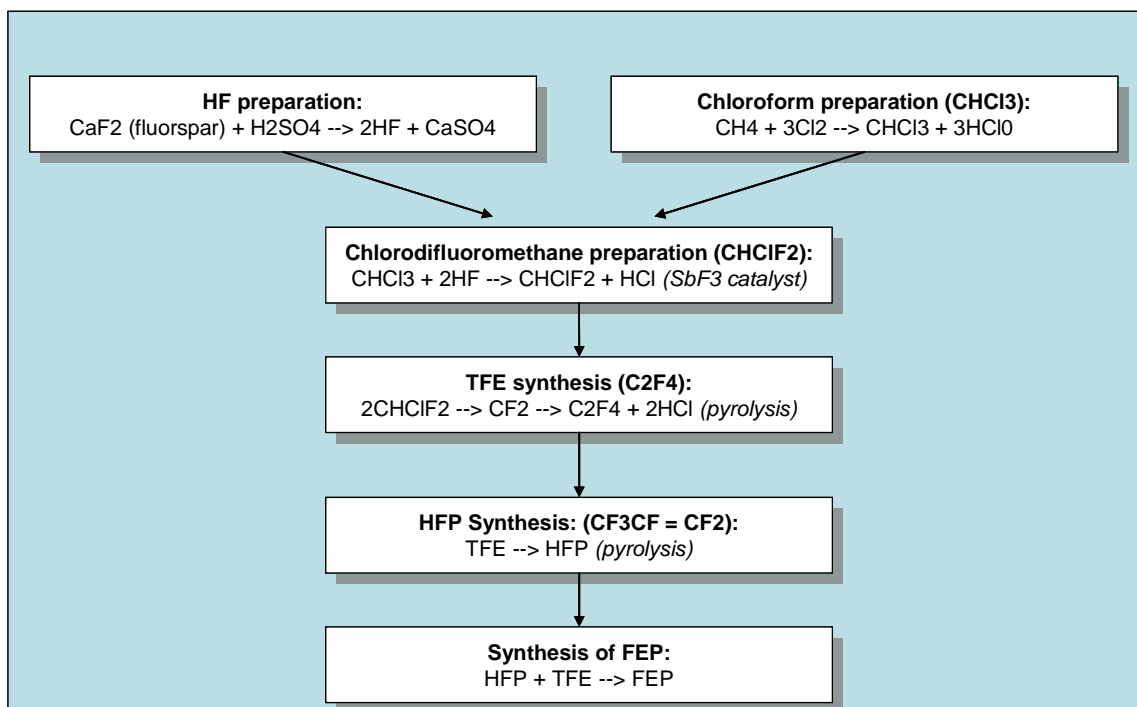 HF preparation:
CaF2 (fluorspar) + H2SO4 --> 2HF + CaSO4
Chloroform preparation (CHCl3):
CH4 + 3Cl2 --> CHCl3 + 3HCl0
Chlorodifluoromethane preparation (CHClF2):
CHCl3 + 2HF --> CHClF2 + HCl (SbF3 catalyst)
TFE synthesis (C2F4):
2CHClF2 --> CF2 --> C2F4 + 2HCl (pyrolysis)
HFP Synthesis: (CF3CF = CF2):
TFE --> HFP (pyrolysis)
Synthesis of FEP:
HFP + TFE --> FEP